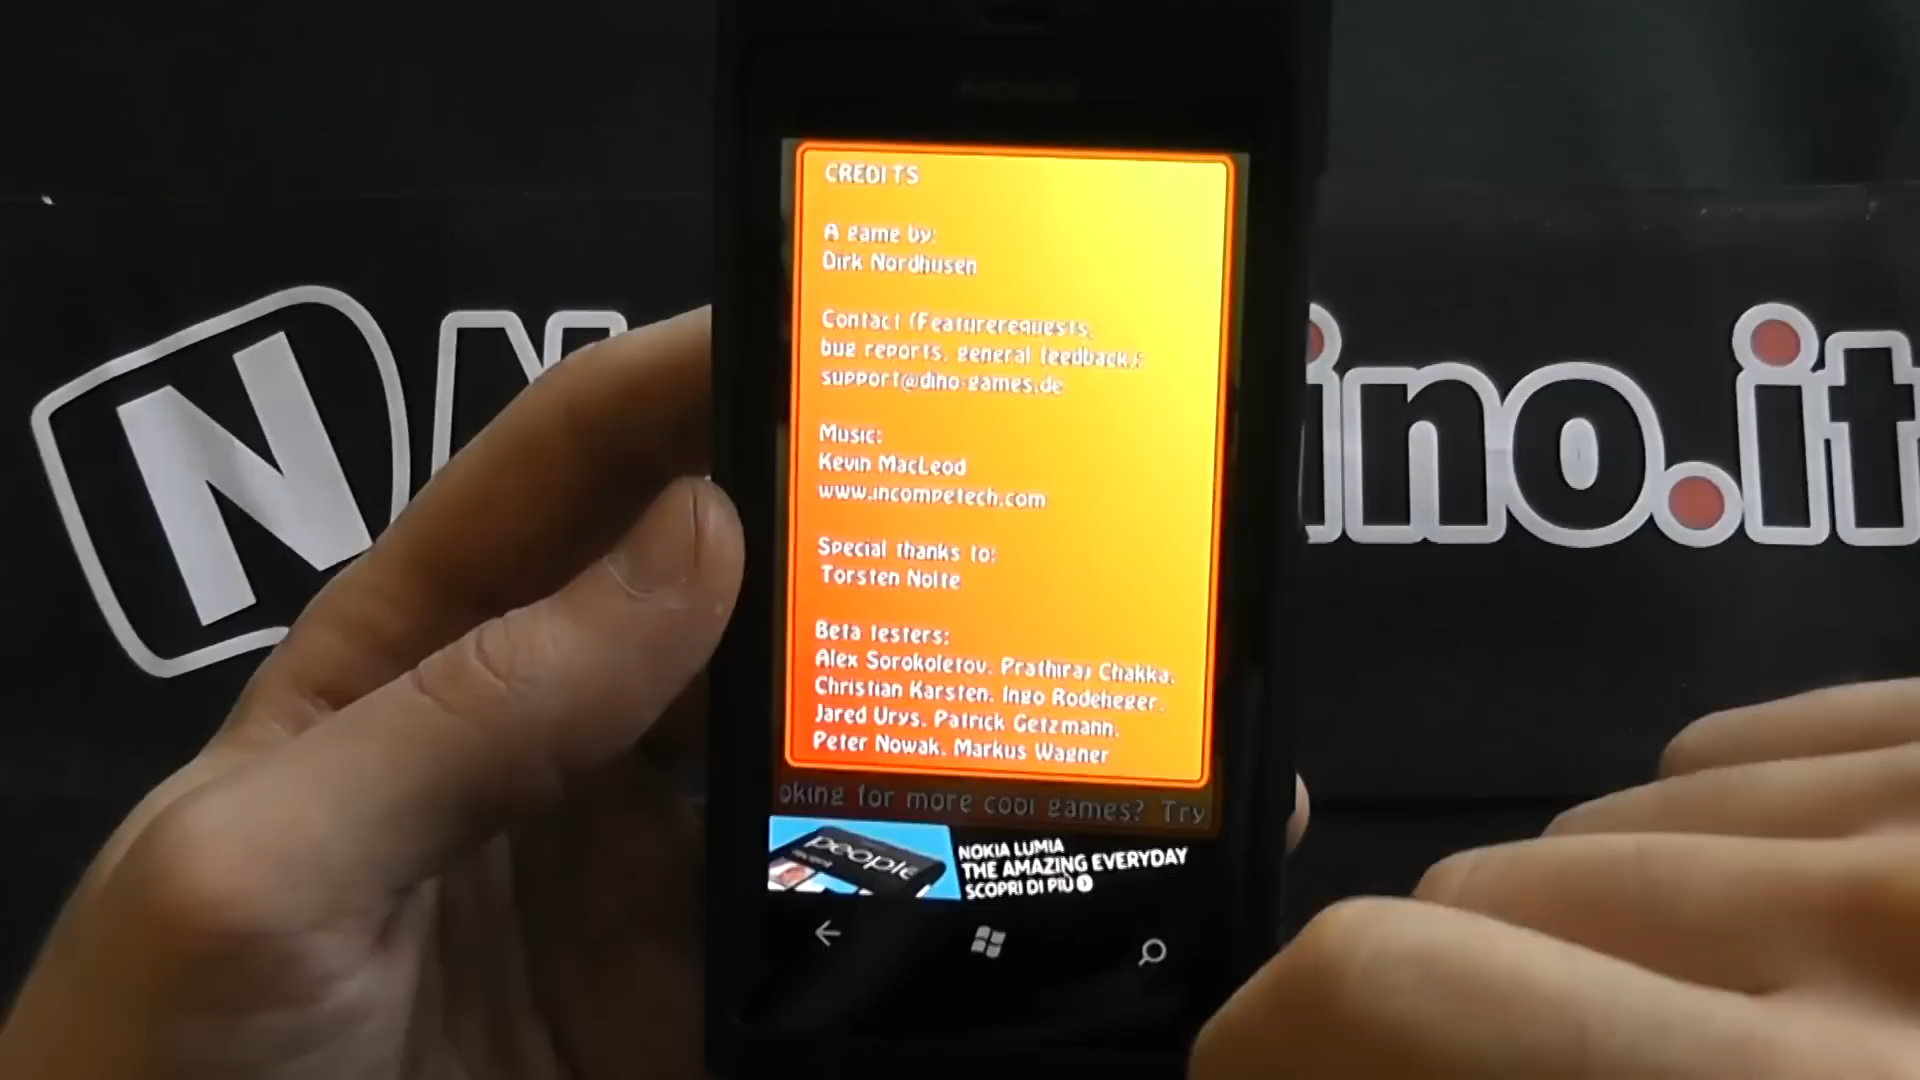 CREDITS
A game by:
Dirk Nordhusen
Contact (Featurerequests,
bug reports, general feedback):
support@dino-games.de
Music:
Kevin MacLeod
www.incompetech.com
Special thanks to:
Torsten Nolte
Beta testers:
Alex Sorokoletov, Prathiraj Chakka,
Christian Karsten, Ingo Rodeheger,
Jared Urys, Patrick Getzmann,
Peter Nowak, Markus Wagner
oking for more cool games? Try
people
NOKIA LUMIA
THE AMAZING EVERYDAY
SCOPRI DI PIÙ
N
ino.it